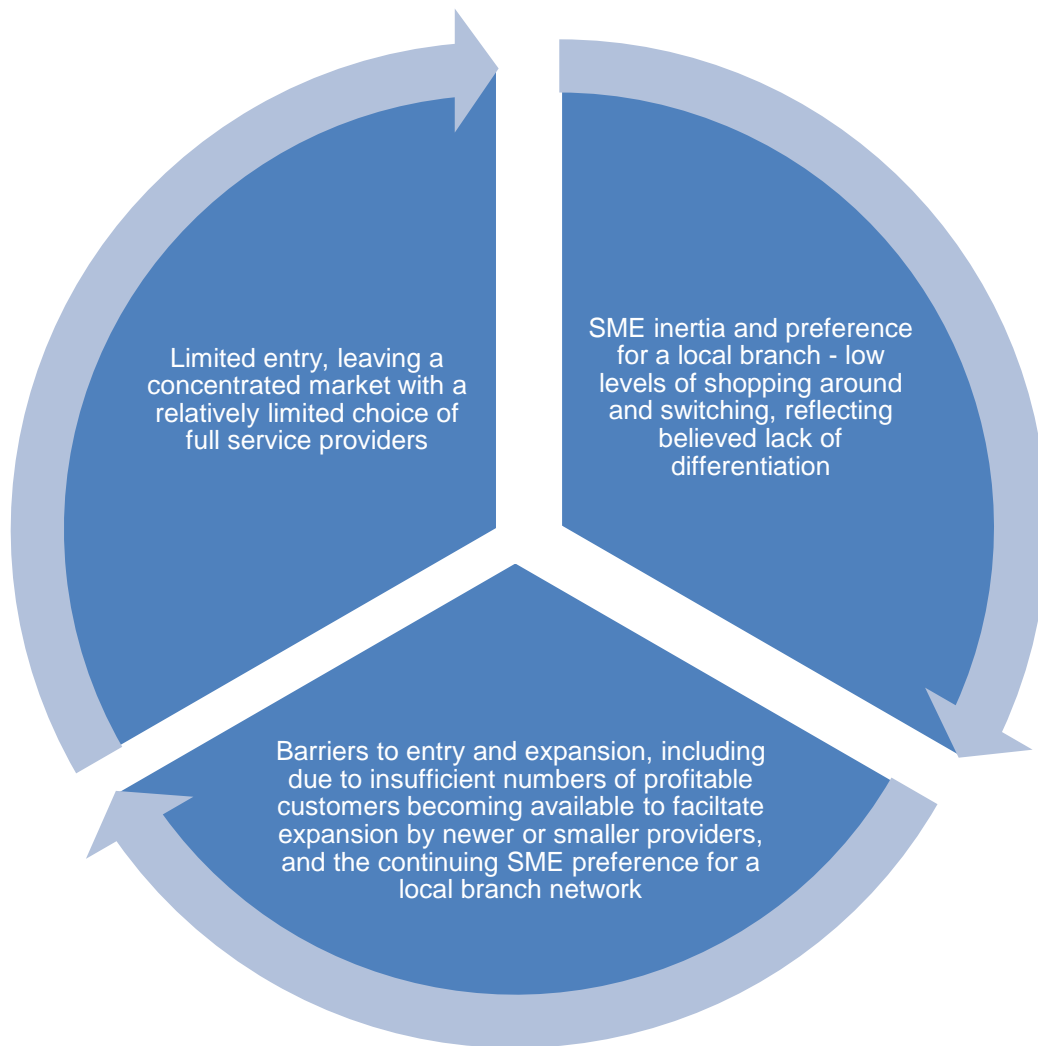 Limited entry, leaving a
concentrated market with a
relatively limited choice of
full service providers
SME inertia and preference
for a local branch - low
levels of shopping around
and switching, reflecting
believed lack of
differentiation
Barriers to entry and expansion, including
due to insufficient numbers of profitable
customers becoming available to faciltate
expansion by newer or smaller providers,
and the continuing SME preference for a
local branch network